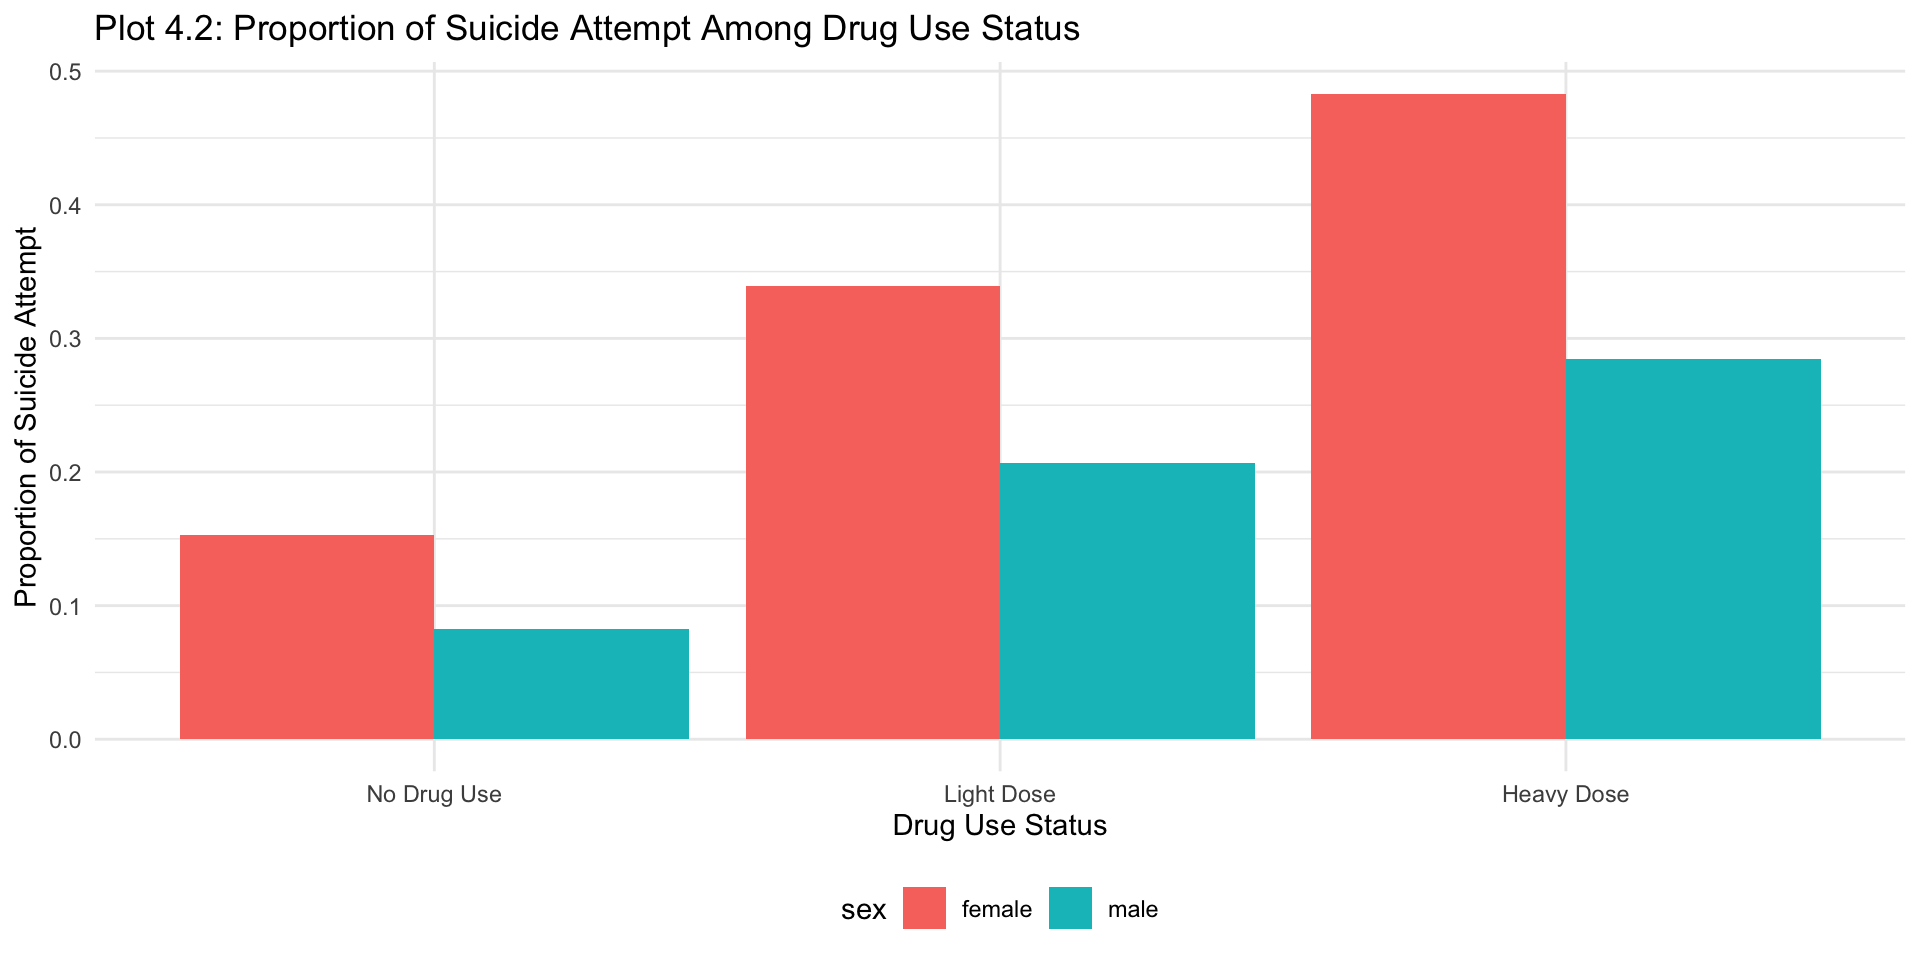 Plot 4.2: Proportion of Suicide Attempt Among Drug Use Status
Proportion of Suicide Attempt
0.5
0.4
0.3
0.2
0.1
0.0
No Drug Use Light Dose Heavy Dose
Drug Use Status
sex female male